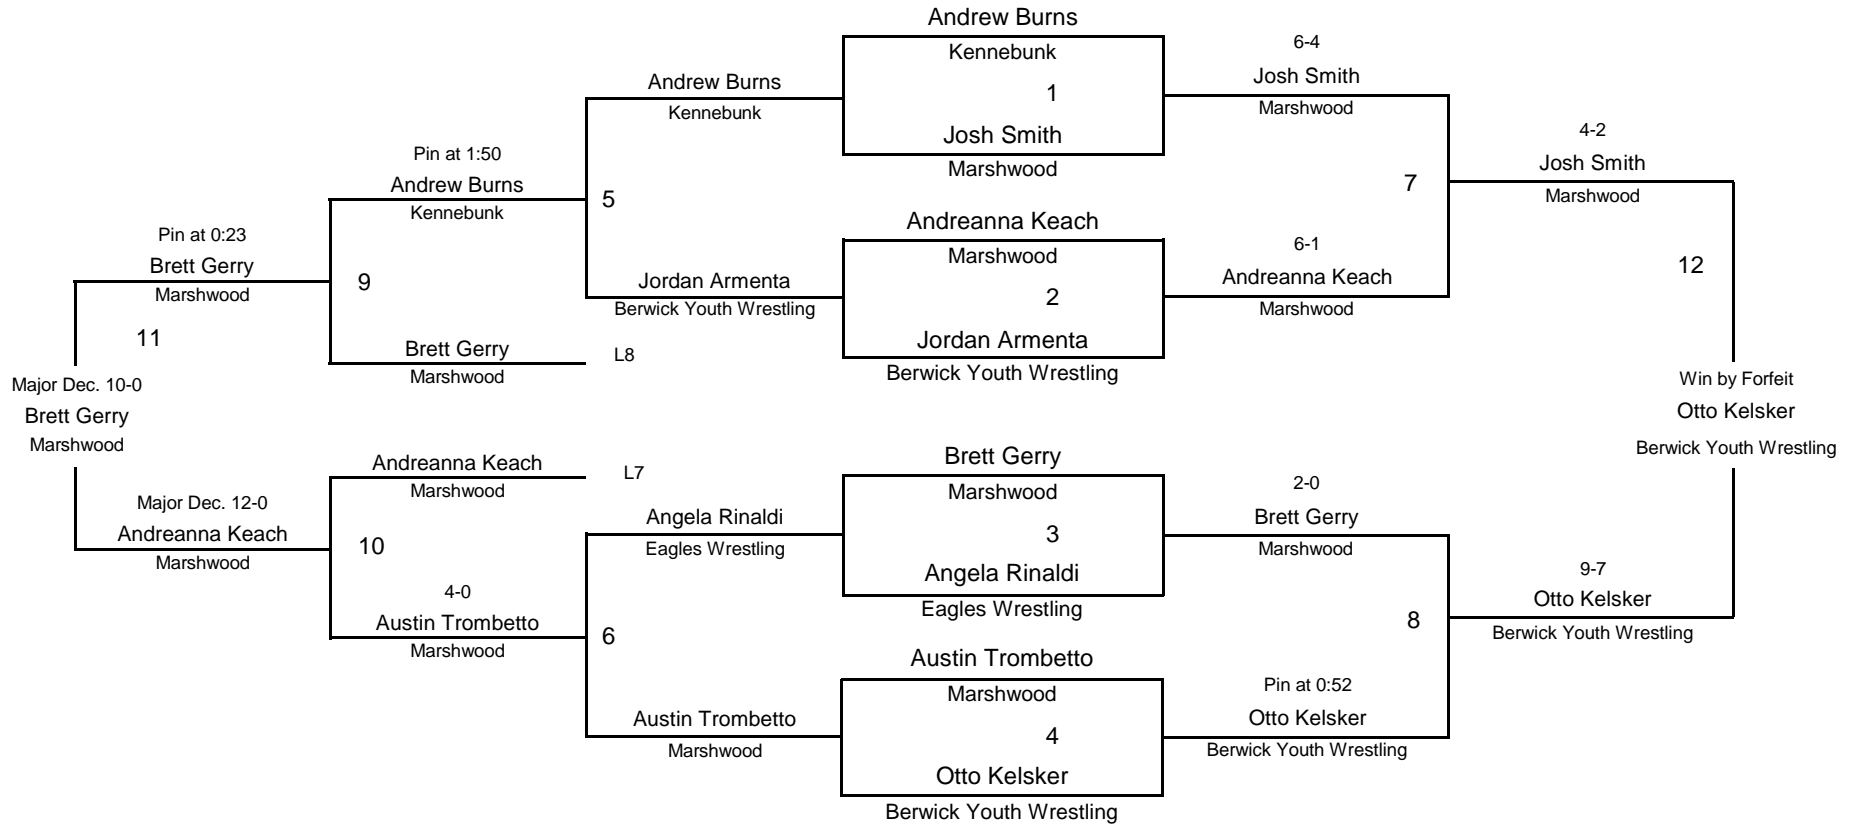 Andrew Burns
Kennebunk
1
Josh Smith
Marshwood
Andreanna Keach
Marshwood
2
Jordan Armenta
Berwick Youth Wrestling
Brett Gerry
Marshwood
3
Angela Rinaldi
Eagles Wrestling
Austin Trombetto
Marshwood
4
Otto Kelsker
Berwick Youth Wrestling
6-4
Josh Smith
Marshwood
7
6-1
Andreanna Keach
Marshwood
2-0
Brett Gerry
Marshwood
8
Pin at 0:52
Otto Kelsker
Berwick Youth Wrestling
4-2
Josh Smith
Marshwood
12
9-7
Otto Kelsker
Berwick Youth Wrestling
Win by Forfeit
Otto Kelsker
Berwick Youth Wrestling
Andrew Burns
Kennebunk
5
Jordan Armenta
Berwick Youth Wrestling
L8
L7
Angela Rinaldi
Eagles Wrestling
6
Austin Trombetto
Marshwood
Pin at 1:50
Andrew Burns
Kennebunk
9
Brett Gerry
Marshwood
Andreanna Keach
Marshwood
10
4-0
Austin Trombetto
Marshwood
Pin at 0:23
Brett Gerry
Marshwood
11
Major Dec. 12-0
Andreanna Keach
Marshwood
Major Dec. 10-0
Brett Gerry
Marshwood